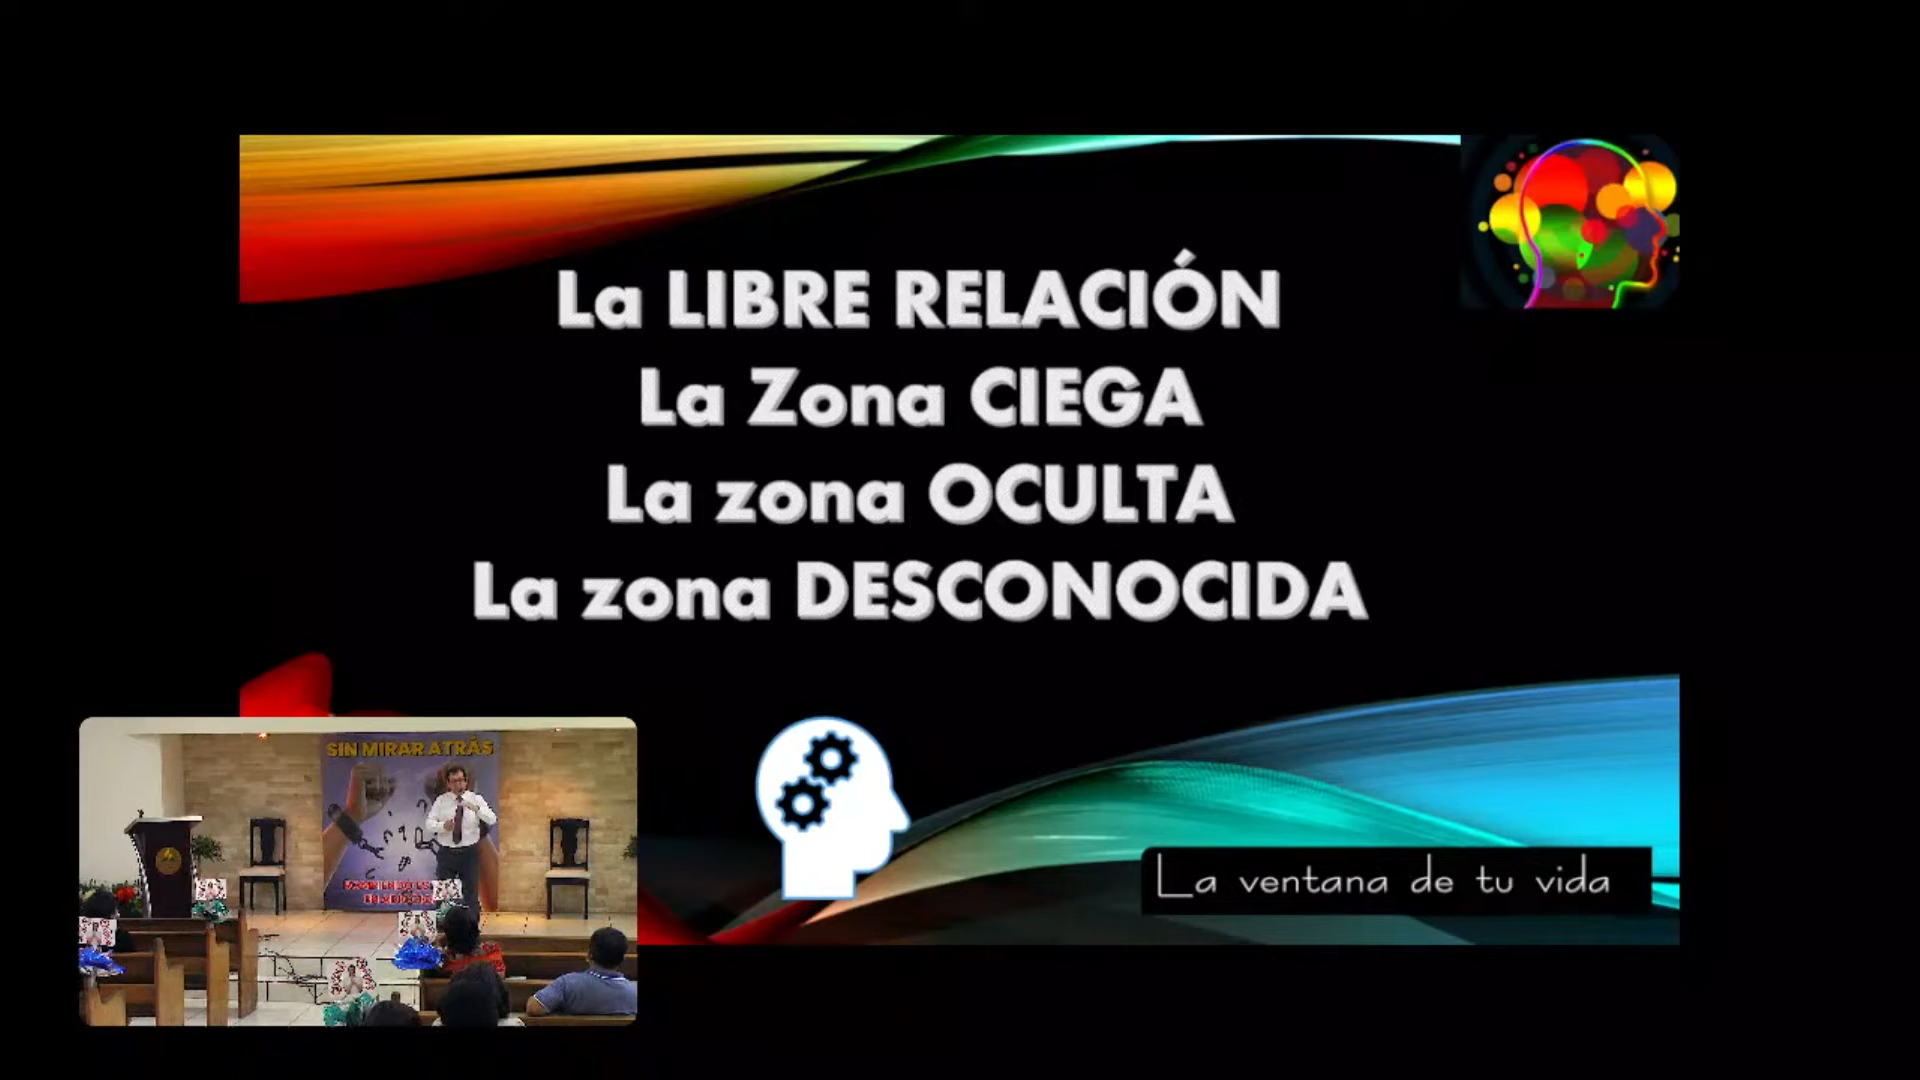 La LIBRE RELACIÓN
La Zona CIEGA
La zona OCULTA
La zona DESCONOCIDA
La ventana de tu vida
SIN MIRAR ATRÁS